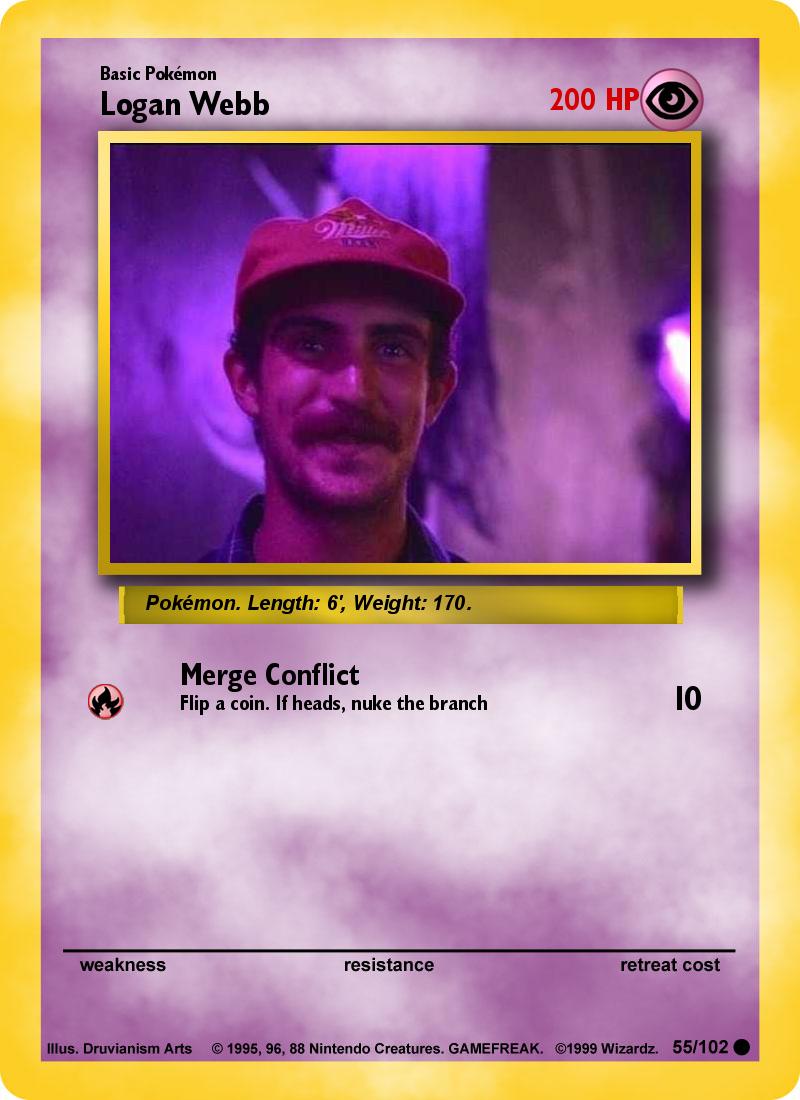 Basic Pokémon
Logan Webb
200 HP
Miller
Pokémon. Length: 6', Weight: 170.
Merge Conflict
Flip a coin. If heads, nuke the branch
10
weakness resistance retreat cost
Illus. Druvianism Arts © 1995, 96, 88 Nintendo Creatures. GAMEFREAK. ©1999 Wizardz. 55/102